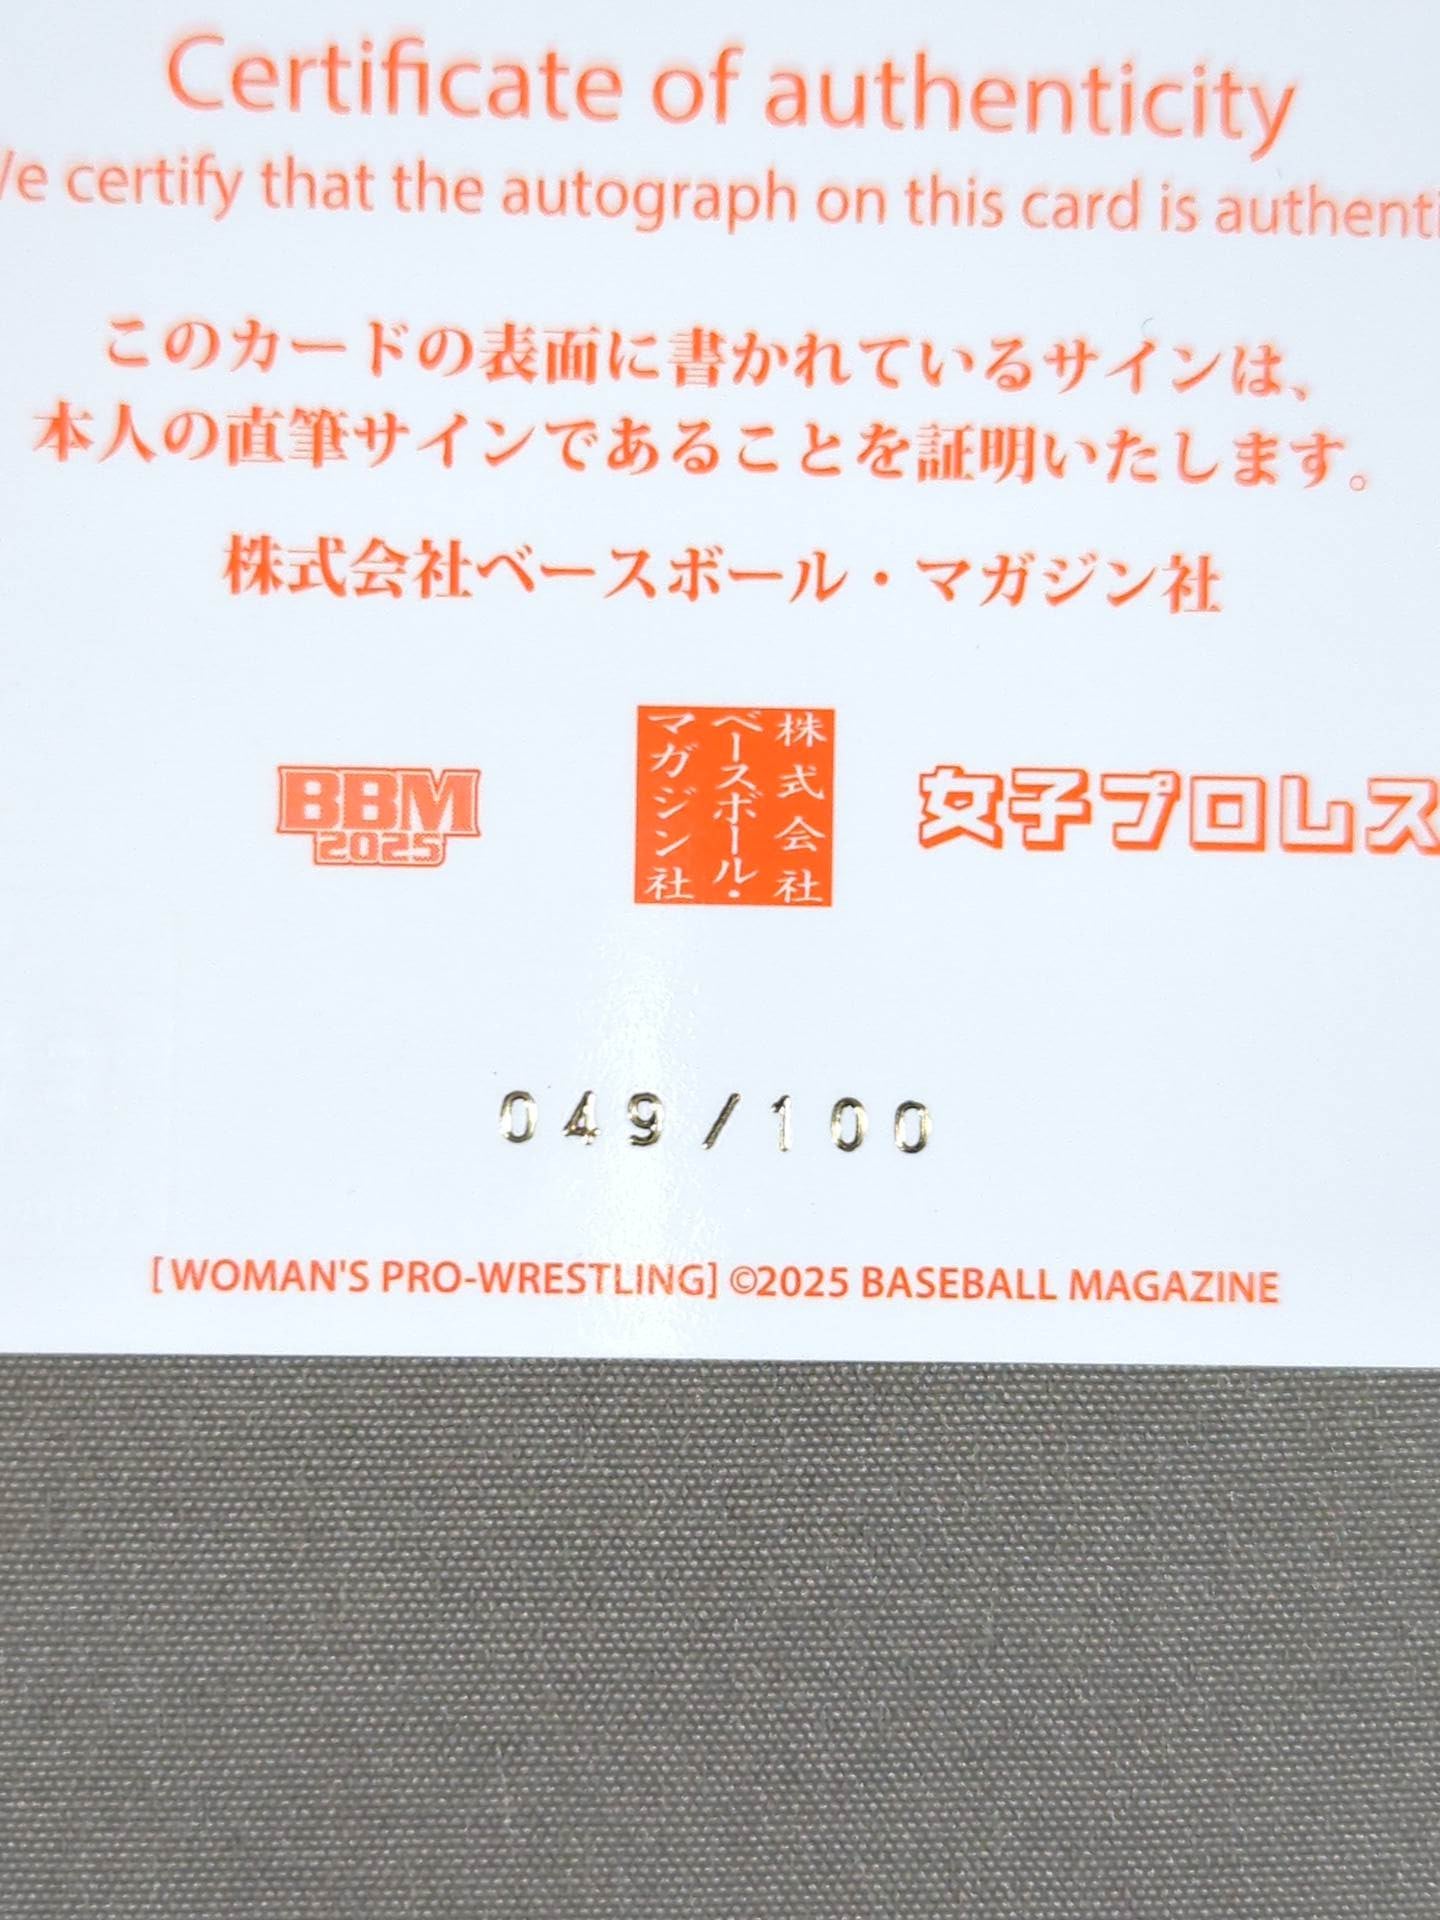 Certificate of authenticity
We certify that the autograph on this card is authenti
このカードの表面に書かれているサインは、
本人の直筆サインであることを証明いたします。
株式会社ベースボール・マガジン社
BBM
2025
株式会社
ベースボール・
マガジン社
女子プロレス
049/100
[ WOMAN'S PRO-WRESTLING] ©2025 BASEBALL MAGAZINE